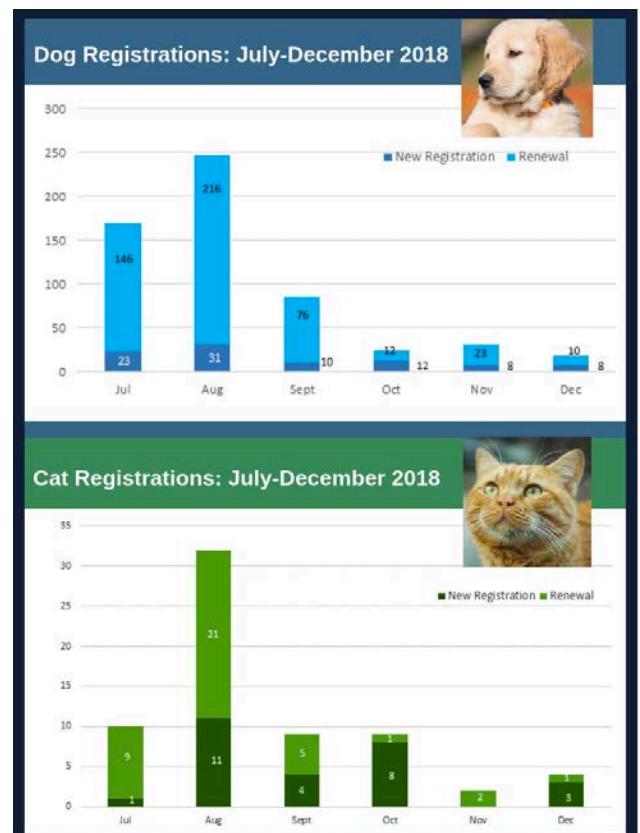 Dog Registrations: July-December 2018
300
New Registration Renewal
250
216
200
150
146
100
76
50
23 31 10 12 12 23 8 10 8
0
Jul Aug Sept Oct Nov Dec
Cat Registrations: July-December 2018
35
30
New Registration Renewal
25
21
20
15
10
9 11 5 1
5
4 8 2 1
1 3
0
Jul Aug Sept Oct Nov Dec